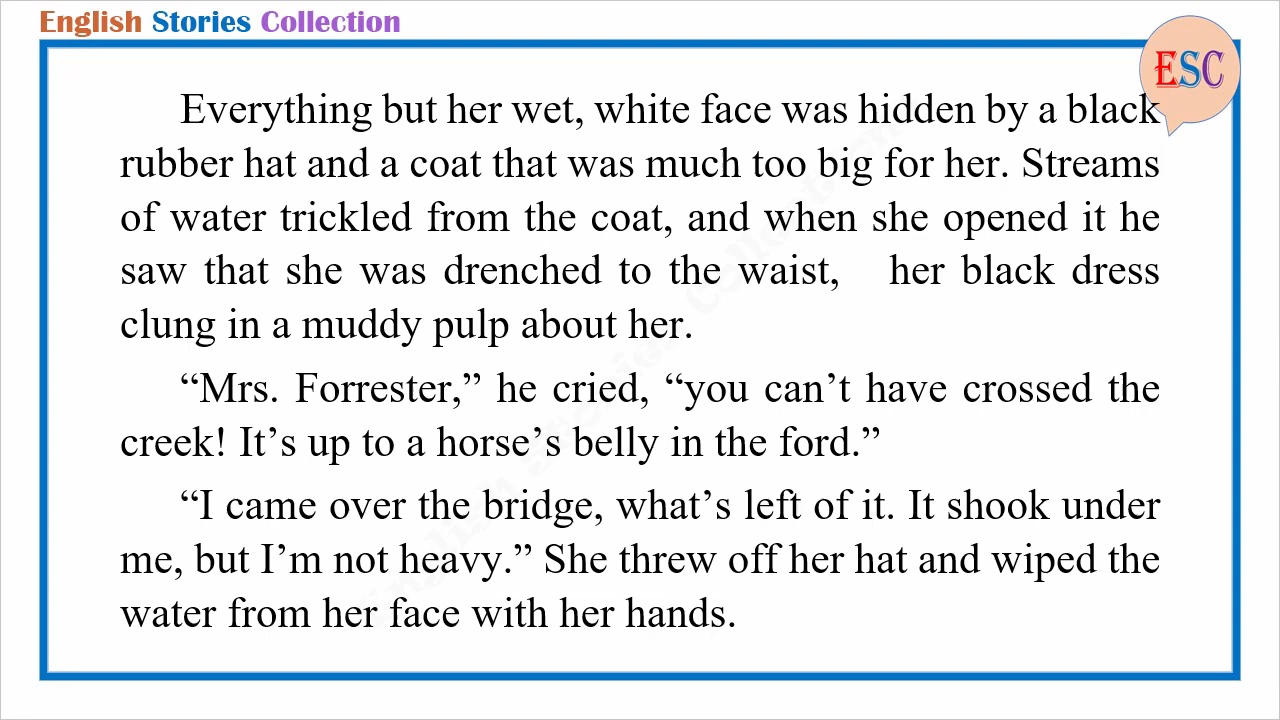 English Stories Collection
ESC
Everything but her wet, white face was hidden by a black
rubber hat and a coat that was much too big for her. Streams
of water trickled from the coat, and when she opened it he
saw that she was drenched to the waist, her black dress
clung in a muddy pulp about her.
“Mrs. Forrester,” he cried, “you can’t have crossed the
creek! It’s up to a horse’s belly in the ford.”
“I came over the bridge, what’s left of it. It shook under
me, but I’m not heavy.” She threw off her hat and wiped the
water from her face with her hands.
English Stories Collection